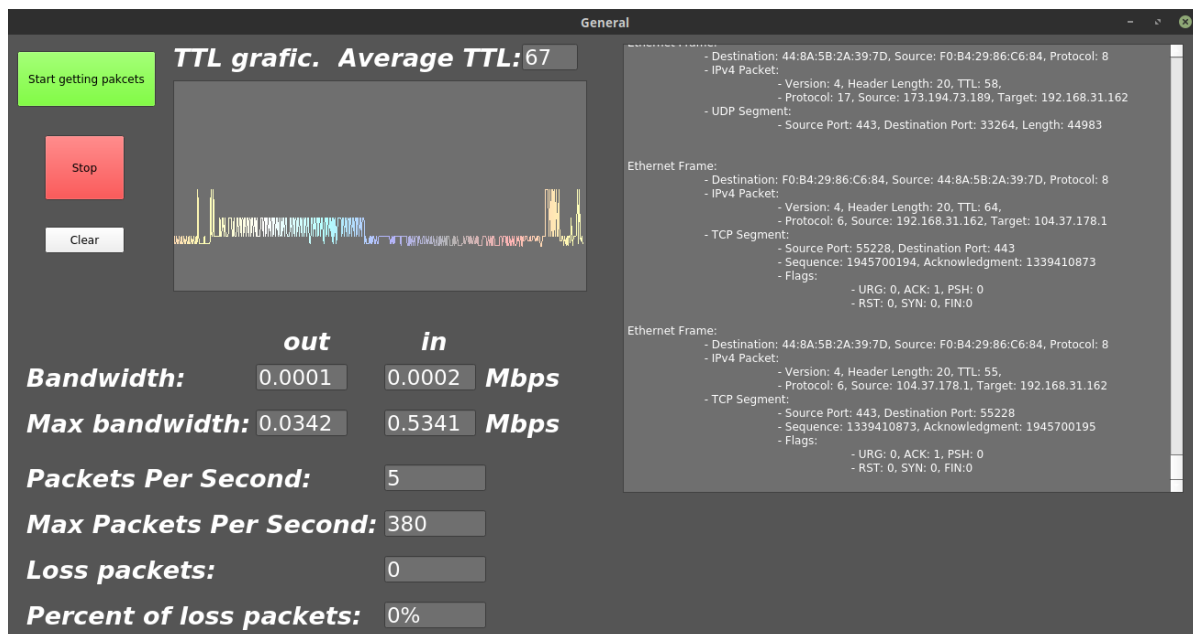 General
Start getting pakcets
Stop
Clear
TTL grafic. Average TTL: 67
out in
Bandwidth: 0.0001 0.0002 Mbps
Max bandwidth: 0.0342 0.5341 Mbps
Packets Per Second: 5
Max Packets Per Second: 380
Loss packets: 0
Percent of loss packets: 0%
Ethernet Frame:
- Destination: 44:8A:5B:2A:39:7D, Source: F0:B4:29:86:C6:84, Protocol: 8
- IPv4 Packet:
- Version: 4, Header Length: 20, TTL: 58,
- Protocol: 17, Source: 173.194.73.189, Target: 192.168.31.162
- UDP Segment:
- Source Port: 443, Destination Port: 33264, Length: 44983
Ethernet Frame:
- Destination: F0:B4:29:86:C6:84, Source: 44:8A:5B:2A:39:7D, Protocol: 8
- IPv4 Packet:
- Version: 4, Header Length: 20, TTL: 64,
- Protocol: 6, Source: 192.168.31.162, Target: 104.37.178.1
- TCP Segment:
- Source Port: 55228, Destination Port: 443
- Sequence: 1945700194, Acknowledgment: 1339410873
- Flags:
- URG: 0, ACK: 1, PSH: 0
- RST: 0, SYN: 0, FIN:0
Ethernet Frame:
- Destination: 44:8A:5B:2A:39:7D, Source: F0:B4:29:86:C6:84, Protocol: 8
- IPv4 Packet:
- Version: 4, Header Length: 20, TTL: 55,
- Protocol: 6, Source: 104.37.178.1, Target: 192.168.31.162
- TCP Segment:
- Source Port: 443, Destination Port: 55228
- Sequence: 1339410873, Acknowledgment: 1945700195
- Flags:
- URG: 0, ACK: 1, PSH: 0
- RST: 0, SYN: 0, FIN:0